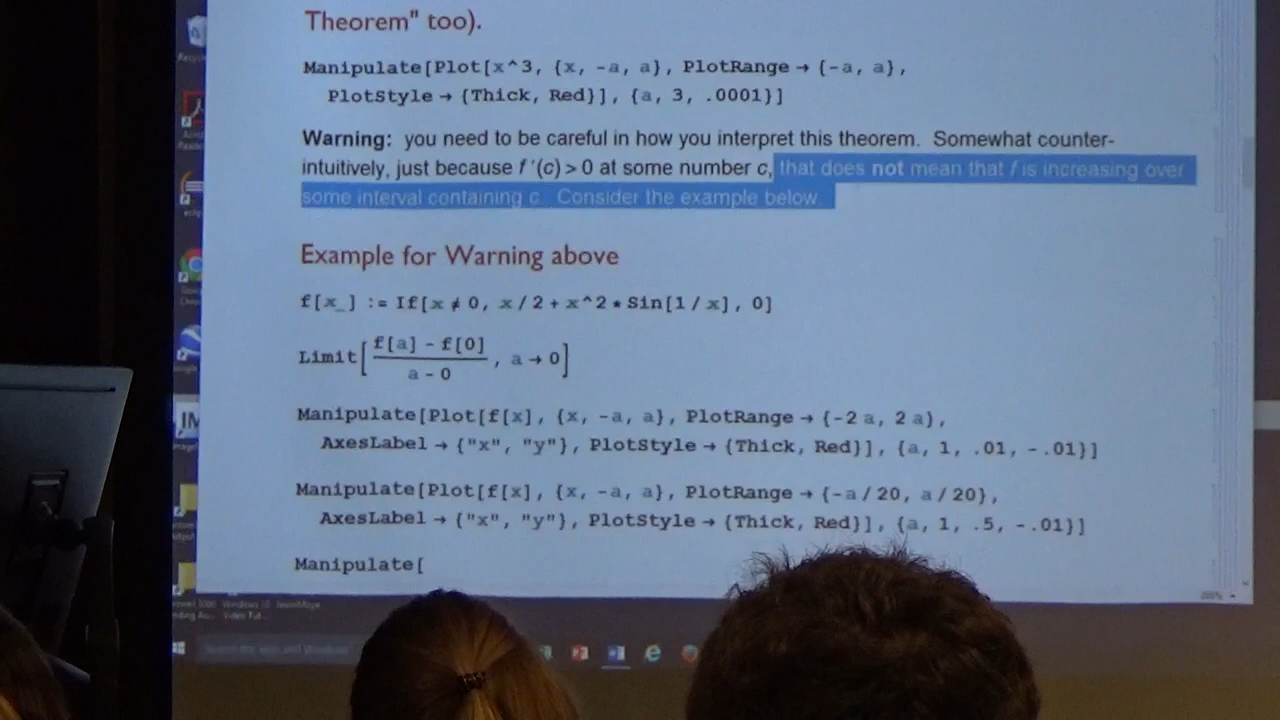 Theorem" too).
Manipulate[Plot[x^3, {x, -a, a}, PlotRange → {-a, a},
PlotStyle → {Thick, Red}], {a, 3, .0001}]
Warning: you need to be careful in how you interpret this theorem. Somewhat counter-
intuitively, just because f '(c) > 0 at some number c, that does not mean that f is increasing over
some interval containing c. Consider the example below.
Example for Warning above
f[x_] := If[x ≠ 0, x/2 + x^2 * Sin[1/x], 0]
Limit[(f[a] - f[0])/(a - 0), a → 0]
Manipulate[Plot[f[x], {x, -a, a}, PlotRange → {-2 a, 2 a},
AxesLabel → {"x", "y"}, PlotStyle → {Thick, Red}], {a, 1, .01, -.01}]
Manipulate[Plot[f[x], {x, -a, a}, PlotRange → {-a/20, a/20},
AxesLabel → {"x", "y"}, PlotStyle → {Thick, Red}], {a, 1, .5, -.01}]
Manipulate[